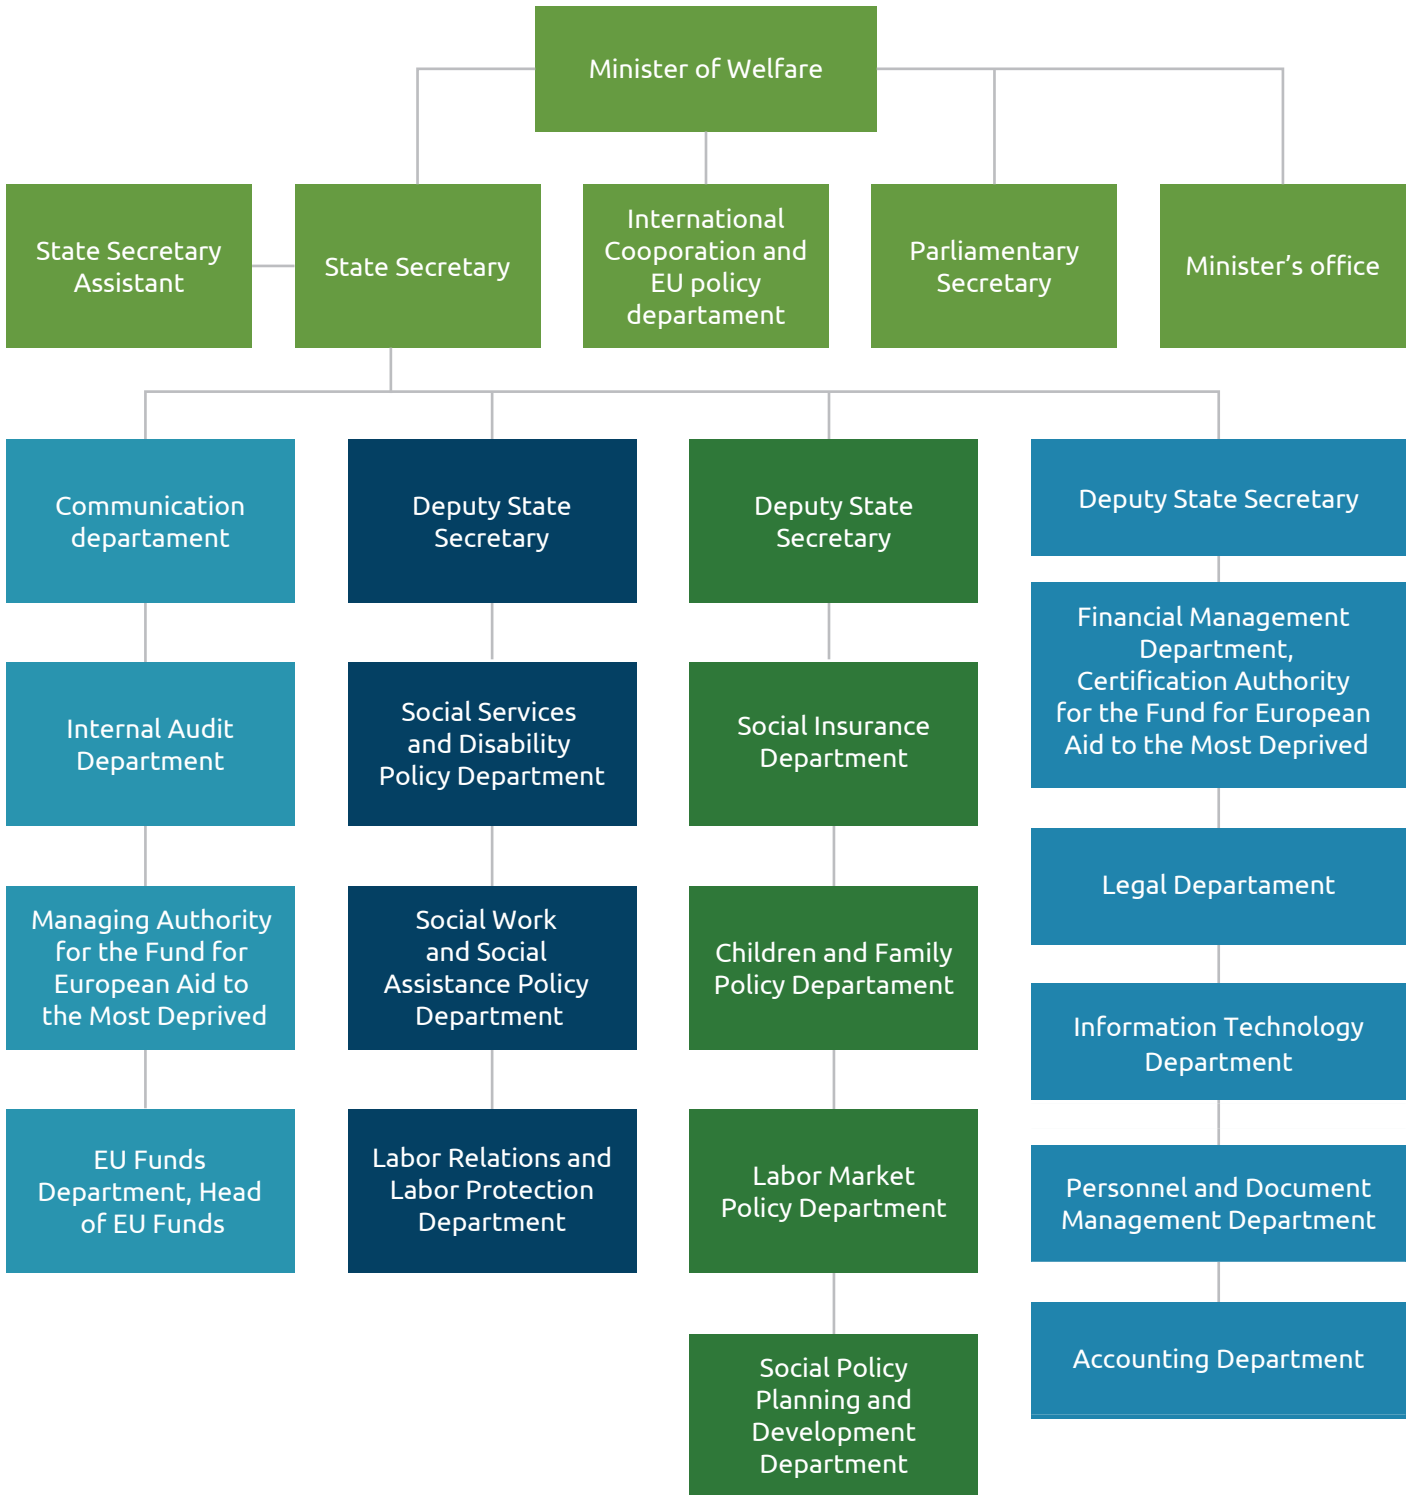 Minister of Welfare
State Secretary
Assistant
State Secretary
International
Cooporation and
EU policy
departament
Parliamentary
Secretary
Minister’s office
Communication
departament
Deputy State
Secretary
Deputy State
Secretary
Deputy State Secretary
Internal Audit
Department
Social Services
and Disability
Policy Department
Social Insurance
Department
Financial Management
Department,
Certification Authority
for the Fund for European
Aid to the Most Deprived
Legal Departament
Managing Authority
for the Fund for
European Aid to
the Most Deprived
Social Work
and Social
Assistance Policy
Department
Children and Family
Policy Departament
Information Technology
Department
EU Funds
Department, Head
of EU Funds
Labor Relations and
Labor Protection
Department
Labor Market
Policy Department
Personnel and Document
Management Department
Social Policy
Planning and
Development
Department
Accounting Department